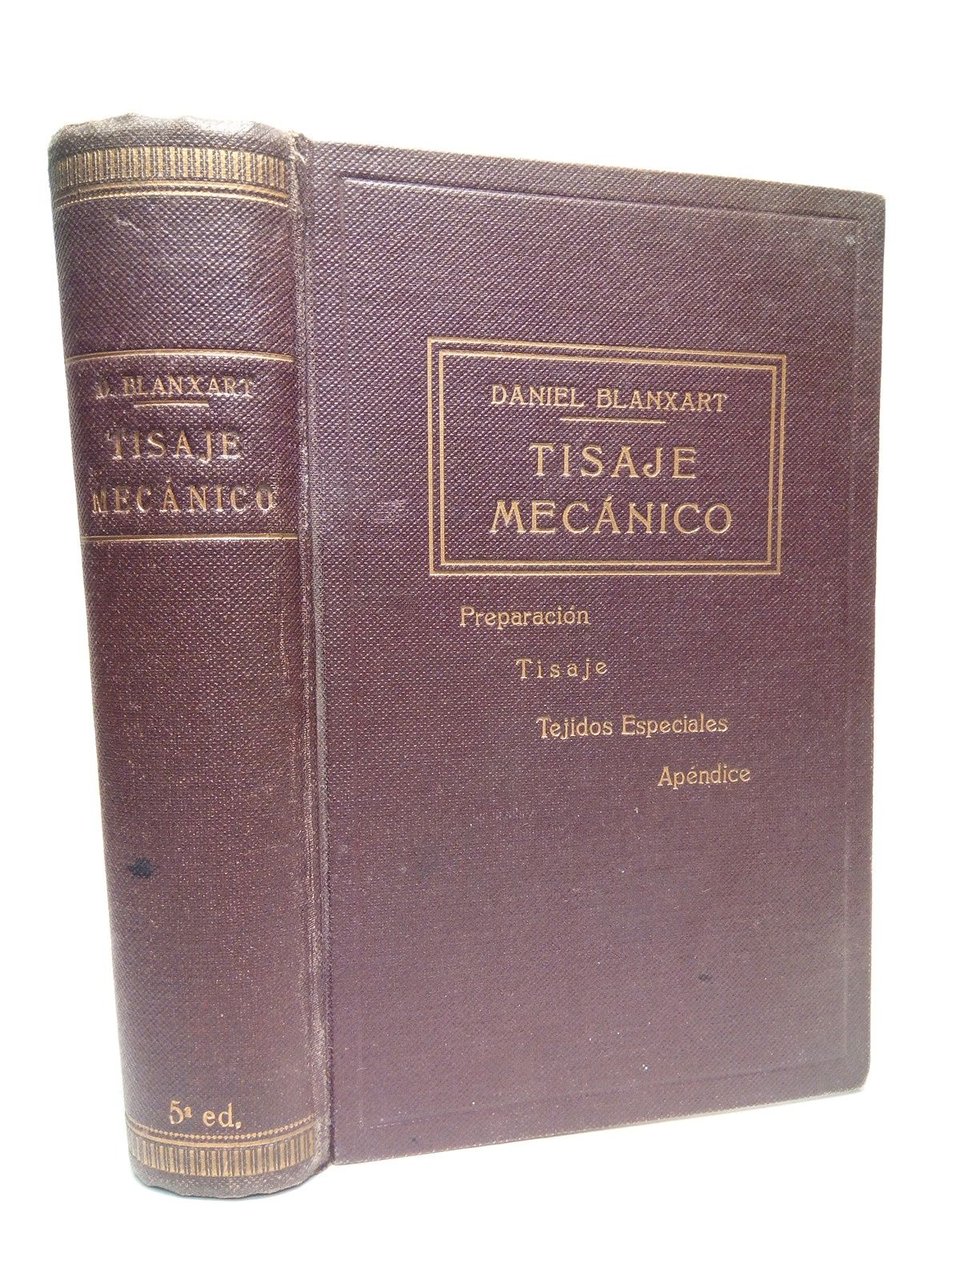 D. BLANXART
TISAJE
MECÁNICO
5ª ed.
DANIEL BLANXART
TISAJE
MECÁNICO
Preparación
Tisaje
Tejidos Especiales
Apéndice